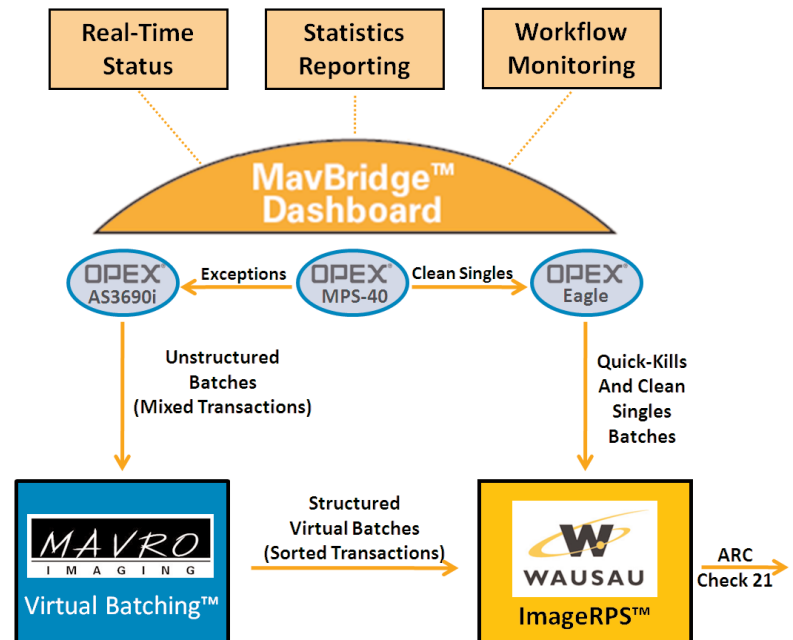 Real-Time
Status
Statistics
Reporting
Workflow
Monitoring
MavBridge™
Dashboard
OPEX®
AS3690i
Exceptions
OPEX®
MPS-40
Clean Singles
OPEX®
Eagle
Unstructured
Batches
(Mixed Transactions)
Quick-Kills
And Clean
Singles
Batches
MAVRO
IMAGING
Virtual Batching™
Structured
Virtual Batches
(Sorted Transactions)
W
WAUSAU
ImageRPS™
ARC
Check 21